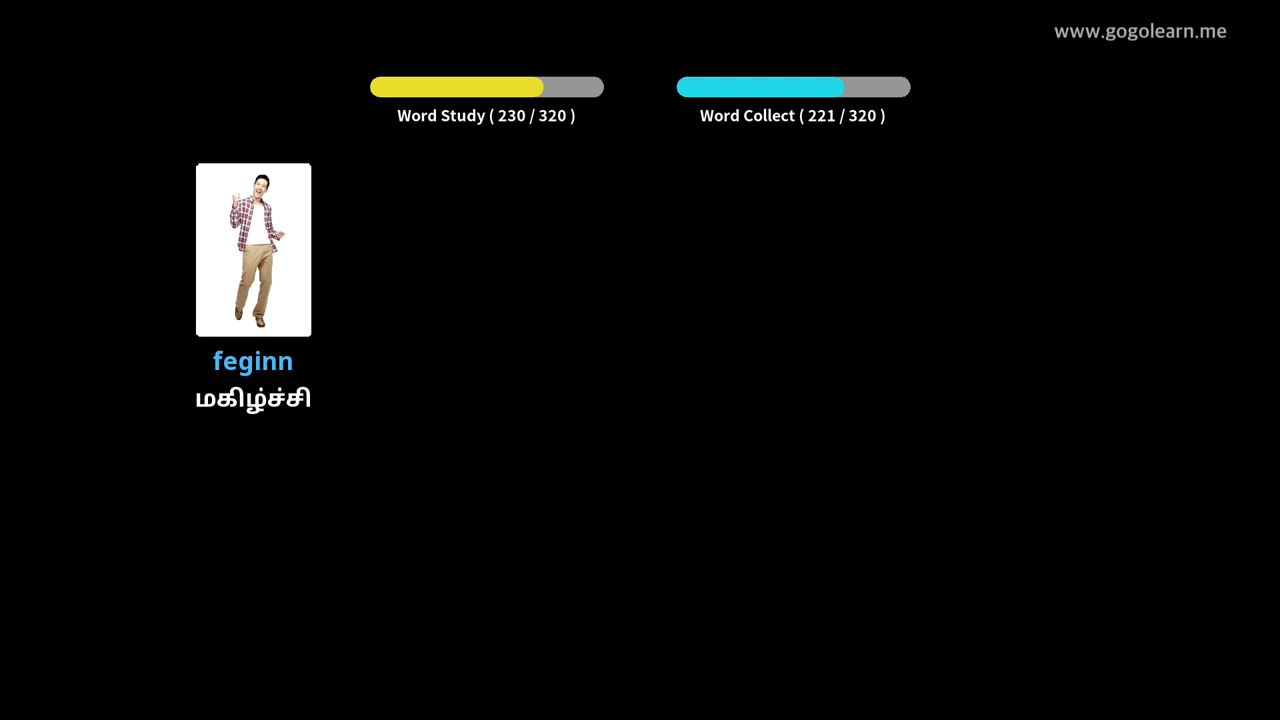 www.gogolearn.me
Word Study ( 230 / 320 )
Word Collect ( 221 / 320 )
feginn
மகிழ்ச்சி